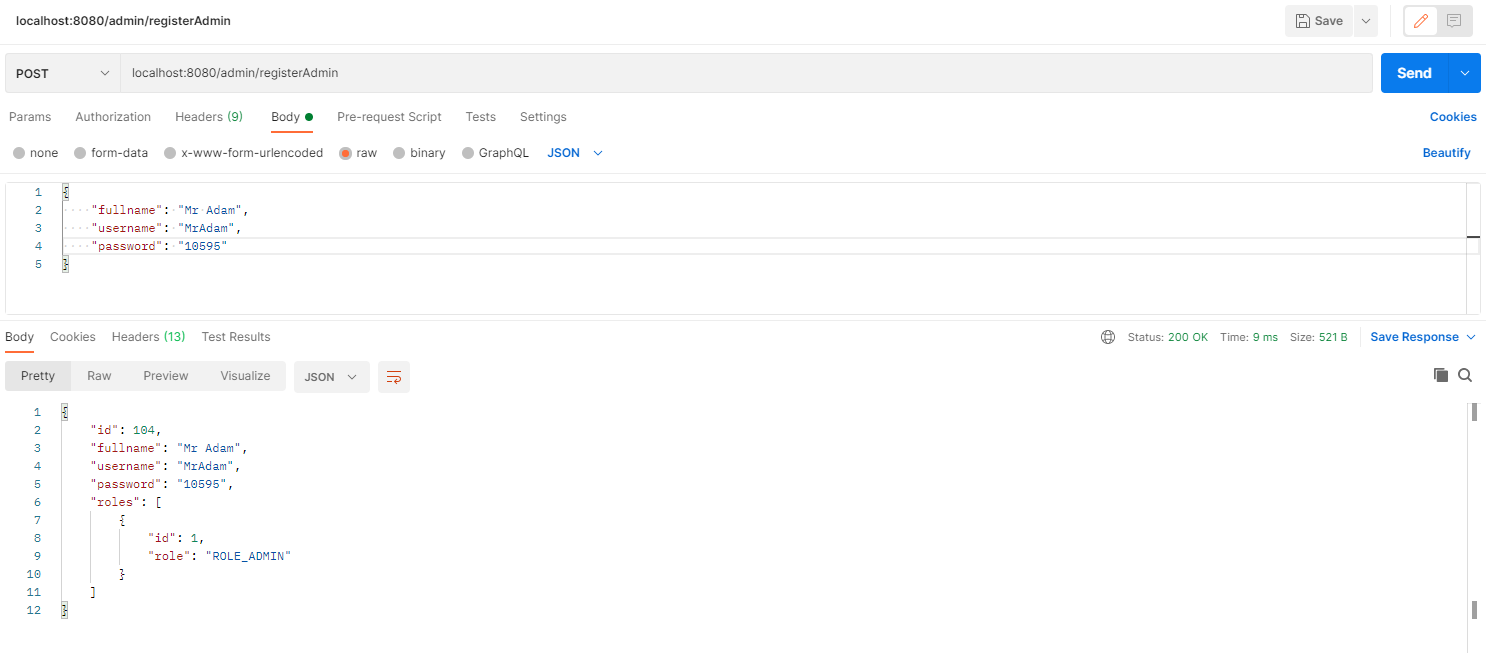 localhost:8080/admin/registerAdmin
Save
POST localhost:8080/admin/registerAdmin Send
Params Authorization Headers (9) Body Pre-request Script Tests Settings Cookies
none form-data x-www-form-urlencoded raw binary GraphQL JSON Beautify
1 {
2 "fullname": "Mr Adam",
3 "username": "MrAdam",
4 "password": "10595"
5 }
Body Cookies Headers (13) Test Results Status: 200 OK Time: 9 ms Size: 521 B Save Response
Pretty Raw Preview Visualize JSON
1 {
2 "id": 104,
3 "fullname": "Mr Adam",
4 "username": "MrAdam",
5 "password": "10595",
6 "roles": [
7 {
8 "id": 1,
9 "role": "ROLE_ADMIN"
10 }
11 ]
12 }